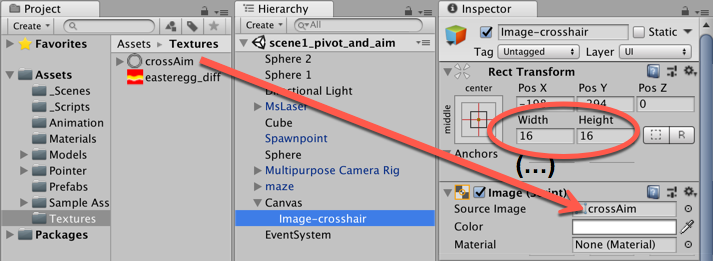 Project
Create
Favorites
Assets
_Scenes
_Scripts
Animation
Materials
Models
Pointer
Prefabs
Sample Ass
Textures
Packages
Assets Textures
crossAim
easteregg_diff
Hierarchy
Create All
scene1_pivot_and_aim
Sphere 2
Sphere 1
Directional Light
MsLaser
Cube
Spawnpoint
Sphere
Multipurpose Camera Rig
maze
Canvas
Image-crosshair
EventSystem
Inspector
Image-crosshair Static
Tag Untagged Layer UI
Rect Transform
center Pos X Pos Y Pos Z
-198 -294 0
middle
Width Height
16 16 R
Anchors
(...)
Image (Script)
Source Image crossAim
Color
Material None (Material)